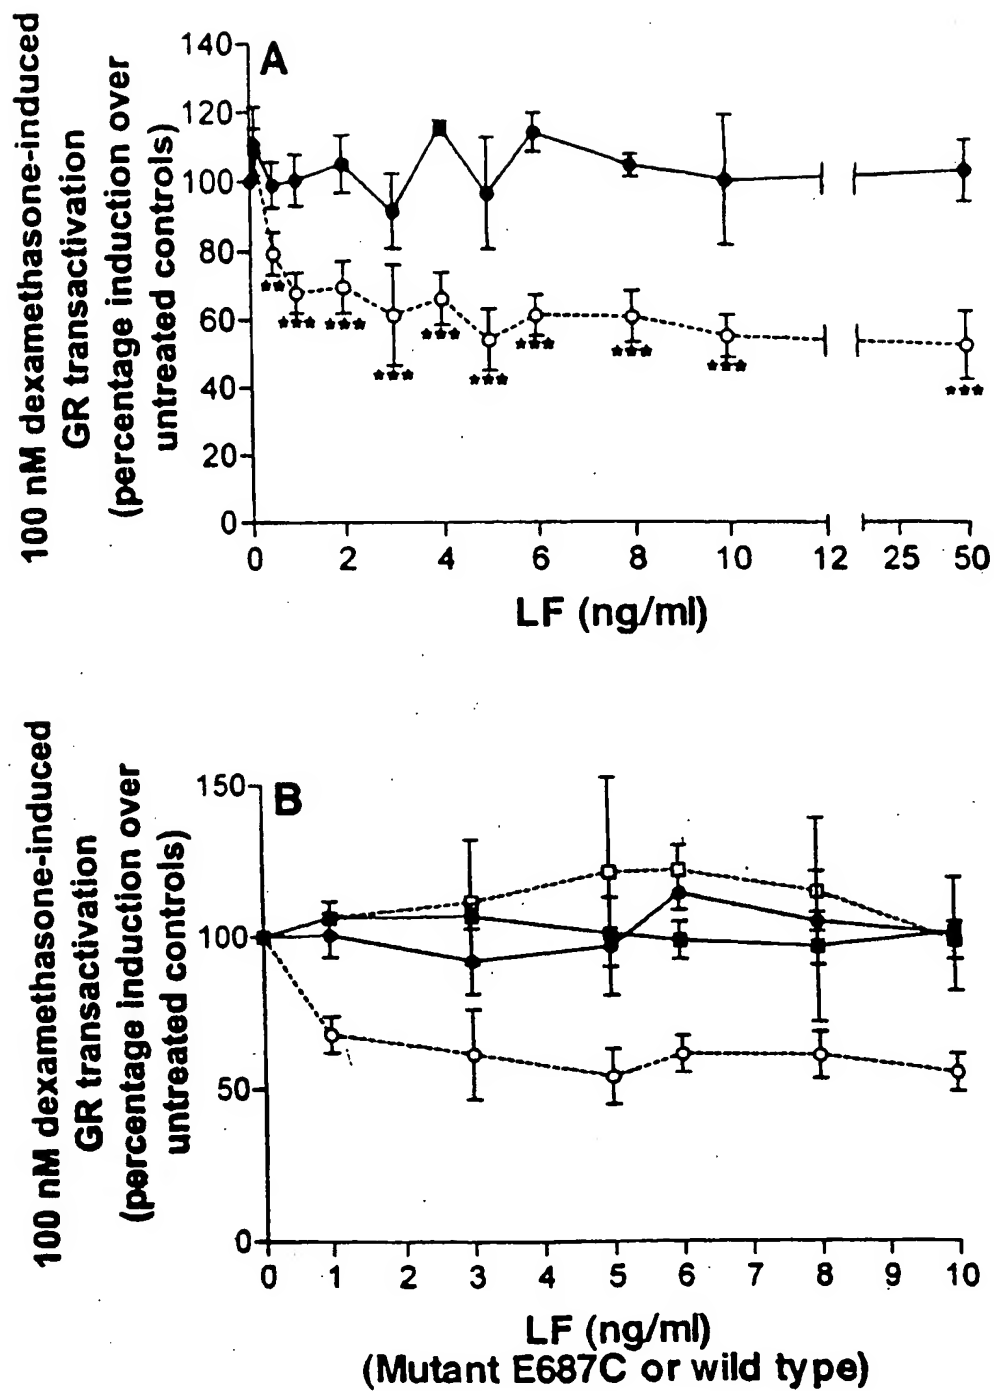 100 nM dexamethasone-induced
GR transactivation
(percentage induction over
untreated controls)
A
140
120
100
80
60
40
20
0
**
***
***
***
***
***
***
***
***
***
0 2 4 6 8 10 12 25 50
LF (ng/ml)
100 nM dexamethasone-induced
GR transactivation
(percentage induction over
untreated controls)
B
150
100
50
0
0 1 2 3 4 5 6 7 8 9 10
LF (ng/ml)
(Mutant E687C or wild type)